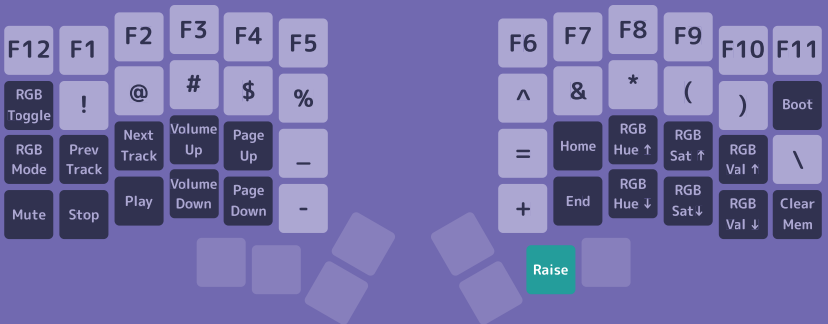 F12 F1 F2 F3 F4 F5 F6 F7 F8 F9 F10 F11
RGB Toggle ! @ # $ % ^ & * ( ) Boot
RGB Mode Prev Track Next Track Volume Up Page Up _ = Home RGB Hue ↑ RGB Sat ↑ RGB Val ↑ \
Mute Stop Play Volume Down Page Down - + End RGB Hue ↓ RGB Sat↓ RGB Val ↓ Clear Mem
Raise